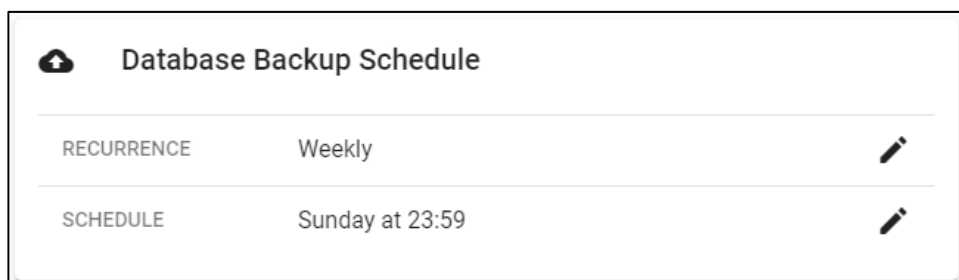 Database Backup Schedule
RECURRENCE Weekly
SCHEDULE Sunday at 23:59